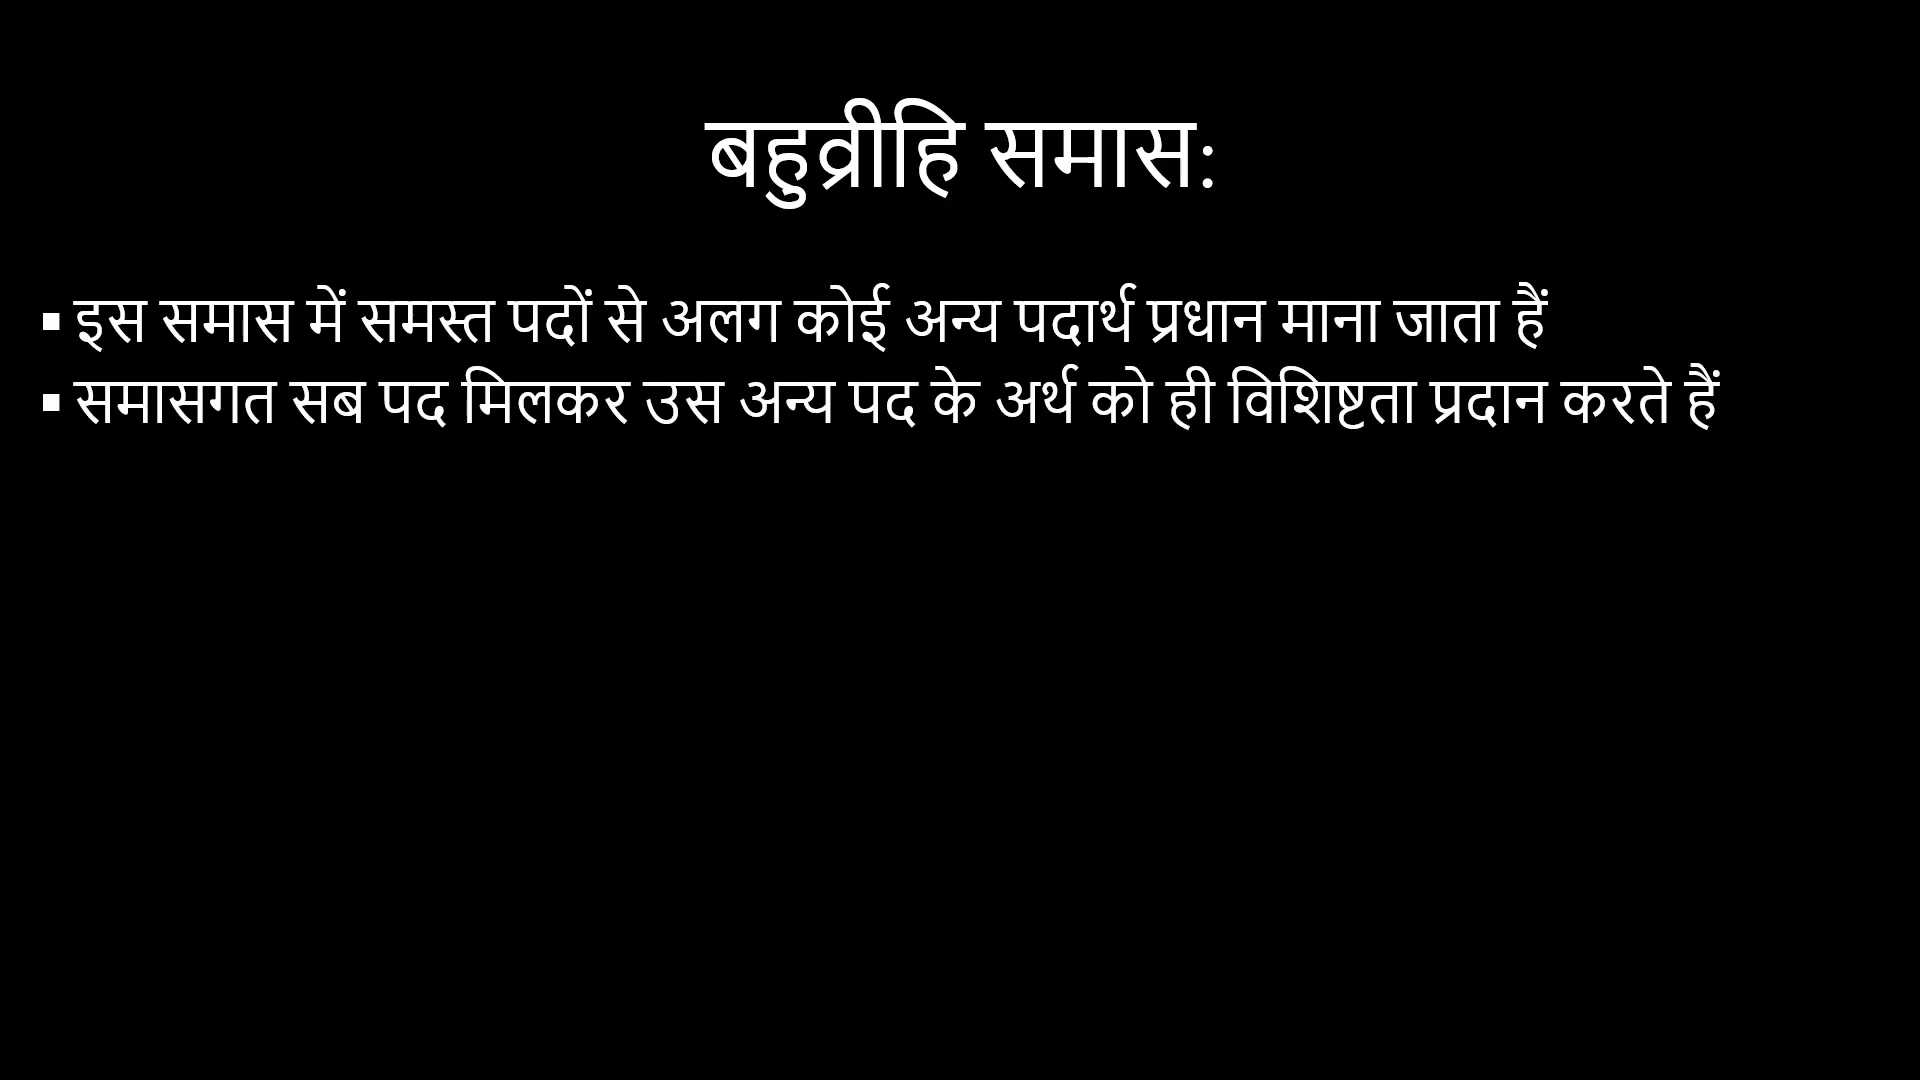 बहुव्रीहि समास:
▪ इस समास में समस्त पदों से अलग कोई अन्य पदार्थ प्रधान माना जाता हैं
▪ समासगत सब पद मिलकर उस अन्य पद के अर्थ को ही विशिष्टता प्रदान करते हैं